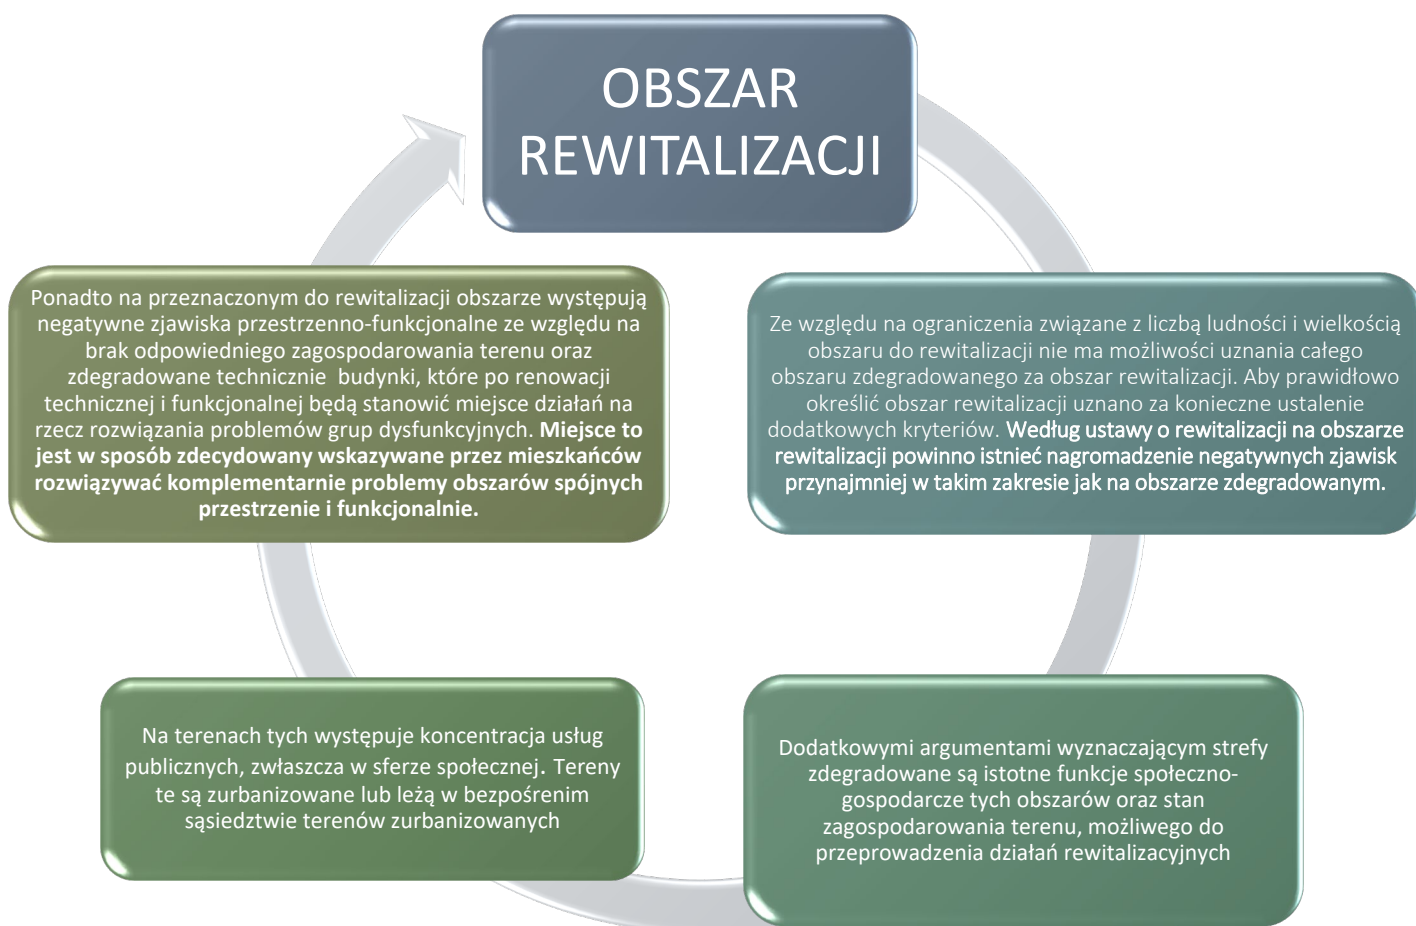 OBSZAR
REWITALIZACJI
Ze względu na ograniczenia związane z liczbą ludności i wielkością
obszaru do rewitalizacji nie ma możliwości uznania całego
obszaru zdegradowanego za obszar rewitalizacji. Aby prawidłowo
określić obszar rewitalizacji uznano za konieczne ustalenie
dodatkowych kryteriów. Według ustawy o rewitalizacji na obszarze
rewitalizacji powinno istnieć nagromadzenie negatywnych zjawisk
przynajmniej w takim zakresie jak na obszarze zdegradowanym.
Dodatkowymi argumentami wyznaczającym strefy
zdegradowane są istotne funkcje społeczno-
gospodarcze tych obszarów oraz stan
zagospodarowania terenu, możliwego do
przeprowadzenia działań rewitalizacyjnych
Na terenach tych występuje koncentracja usług
publicznych, zwłaszcza w sferze społecznej. Tereny
te są zurbanizowane lub leżą w bezpośrenim
sąsiedztwie terenów zurbanizowanych
Ponadto na przeznaczonym do rewitalizacji obszarze występują
negatywne zjawiska przestrzenno-funkcjonalne ze względu na
brak odpowiedniego zagospodarowania terenu oraz
zdegradowane technicznie budynki, które po renowacji
technicznej i funkcjonalnej będą stanowić miejsce działań na
rzecz rozwiązania problemów grup dysfunkcyjnych. Miejsce to
jest w sposób zdecydowany wskazywane przez mieszkańców
rozwiązywać komplementarnie problemy obszarów spójnych
przestrzenie i funkcjonalnie.